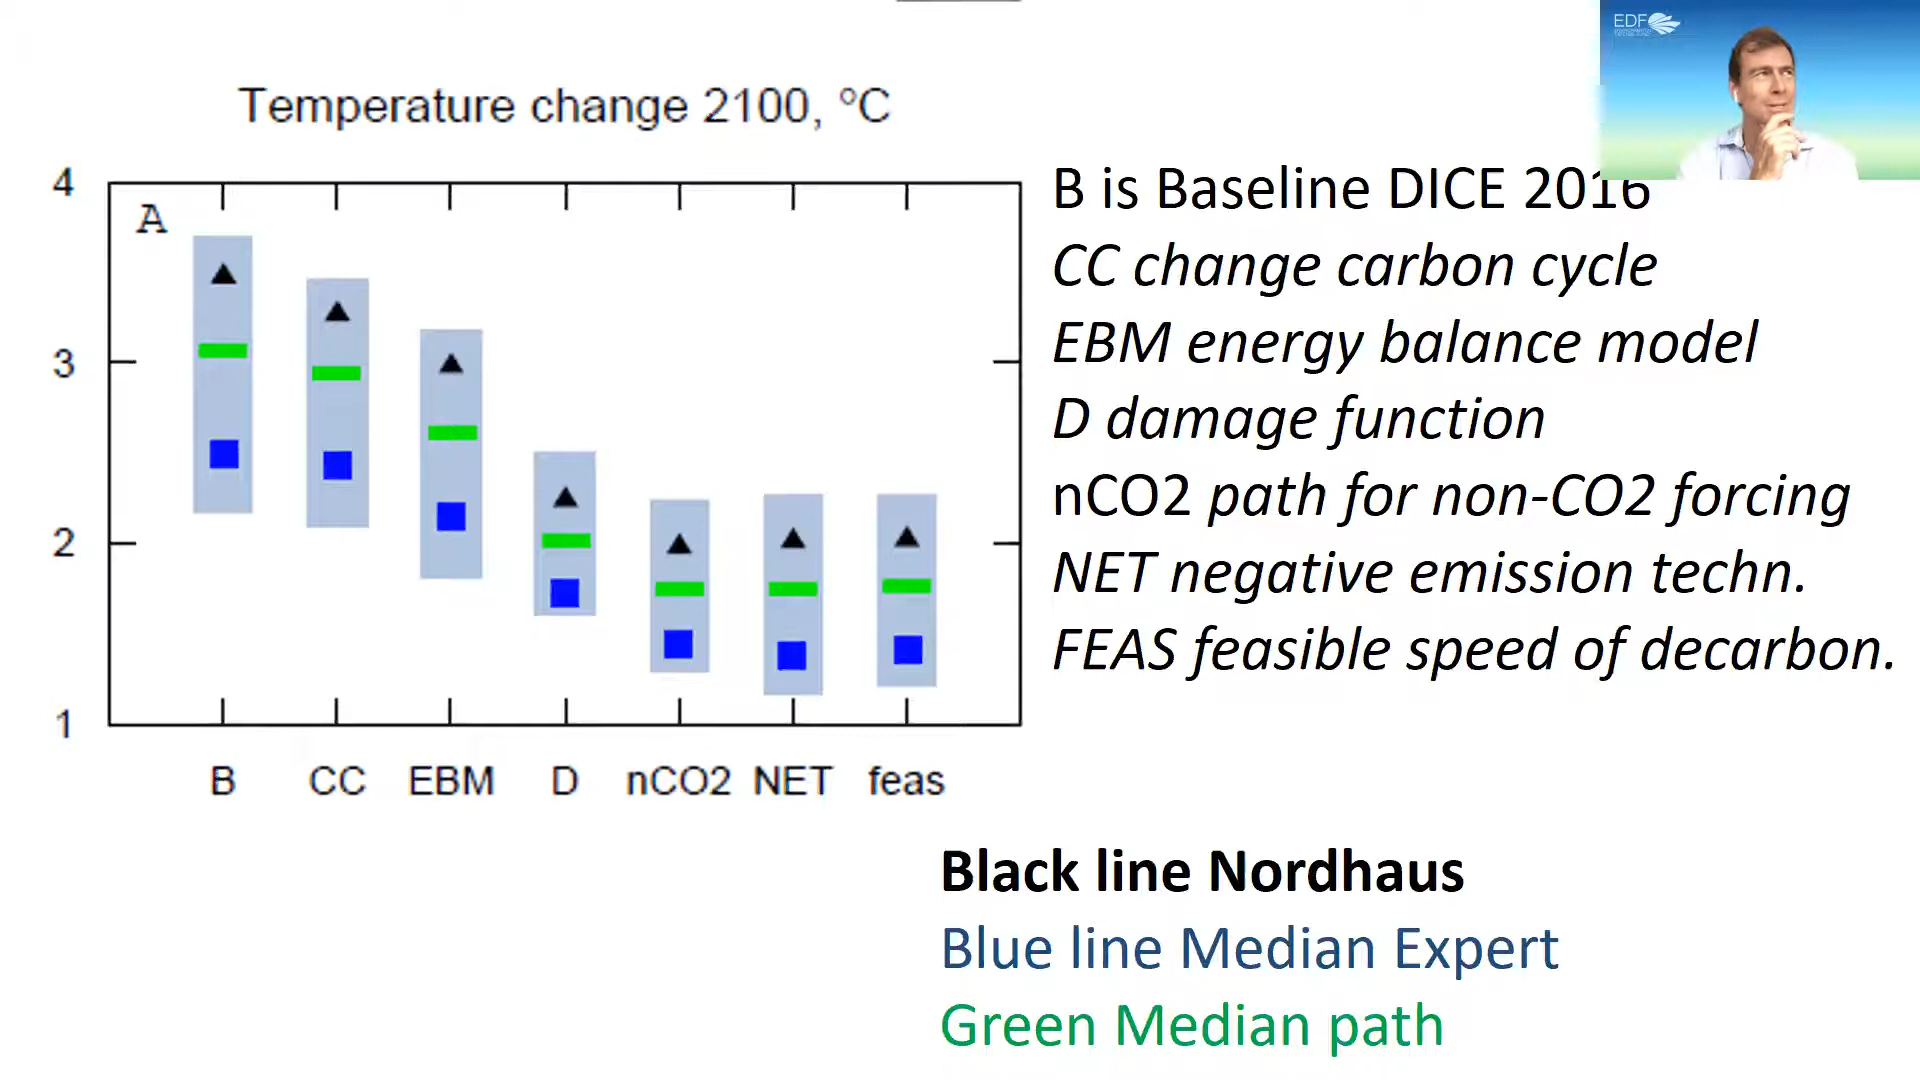 EDF
Temperature change 2100, ºC
4
A
3
2
1
B
CC
EBM
D
nCO2
NET
feas
B is Baseline DICE 2016
CC change carbon cycle
EBM energy balance model
D damage function
nCO2 path for non-CO2 forcing
NET negative emission techn.
FEAS feasible speed of decarbon.
Black line Nordhaus
Blue line Median Expert
Green Median path